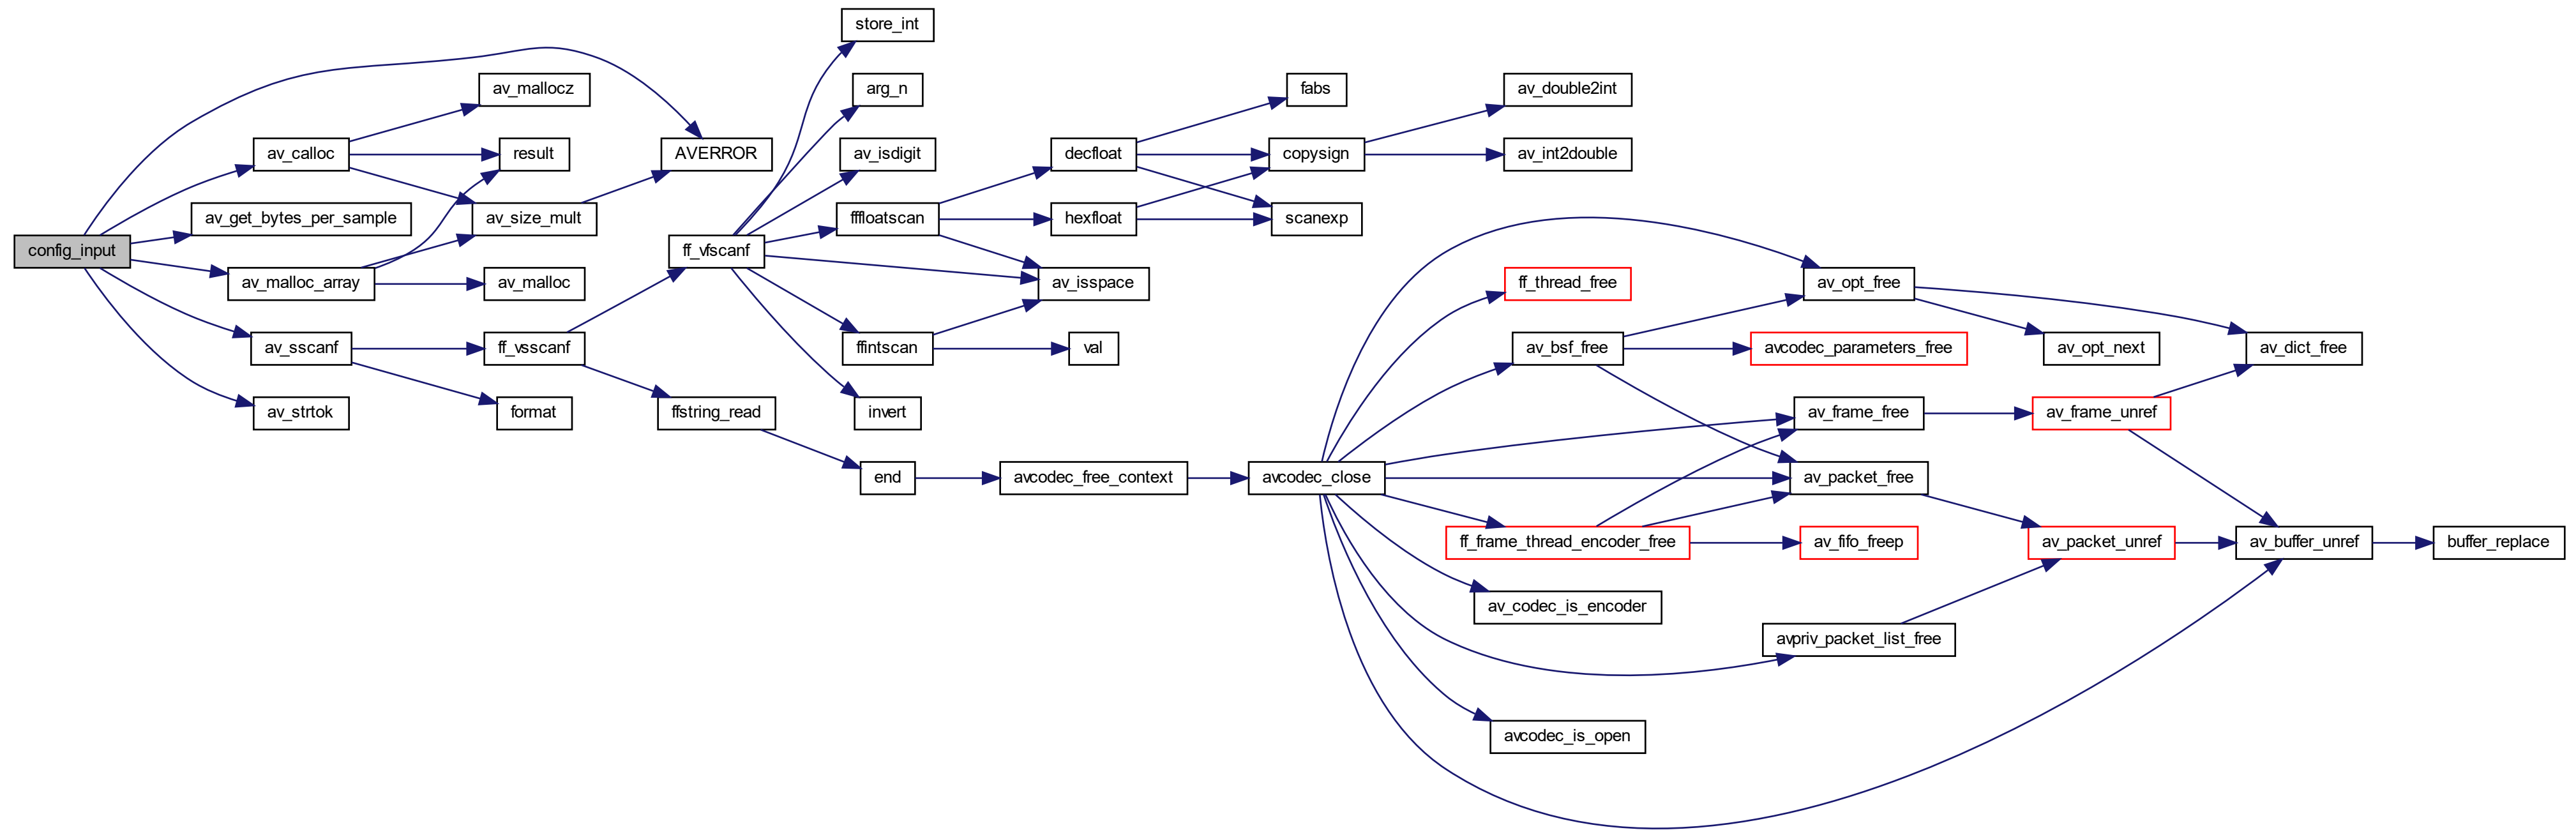 store_int
av_mallocz
arg_n
fabs
av_double2int
av_calloc
result
AVERROR
av_isdigit
decfloat
copysign
av_int2double
av_get_bytes_per_sample
av_size_mult
fffloatscan
hexfloat
scanexp
config_input
ff_vfscanf
av_malloc_array
av_malloc
av_isspace
ff_thread_free
av_opt_free
av_sscanf
ff_vsscanf
ffintscan
val
av_bsf_free
avcodec_parameters_free
av_opt_next
av_dict_free
av_strtok
format
ffstring_read
invert
av_frame_free
av_frame_unref
end
avcodec_free_context
avcodec_close
av_packet_free
ff_frame_thread_encoder_free
av_fifo_freep
av_packet_unref
av_buffer_unref
buffer_replace
av_codec_is_encoder
avpriv_packet_list_free
avcodec_is_open